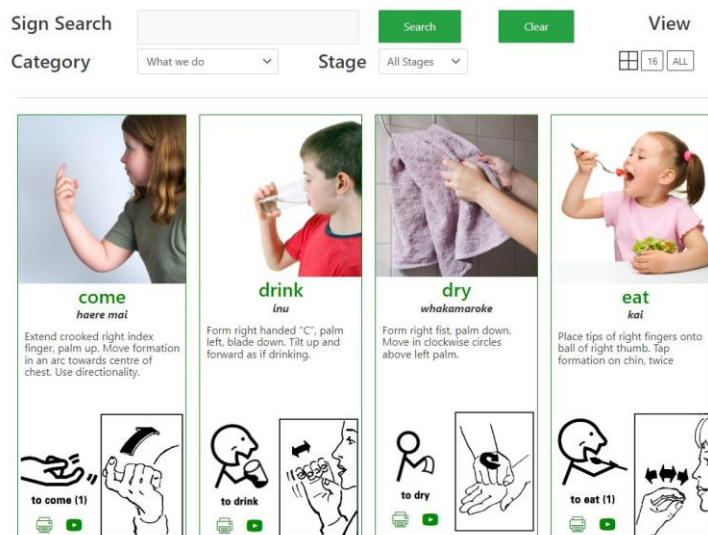 Sign Search
Search
Clear
View
Category
What we do
Stage
All Stages
16
ALL
come
haere mai
Extend crooked right index
finger, palm up. Move formation
in an arc towards centre of
chest. Use directionality.
to come (1)
drink
inu
Form right handed "C", palm
left, blade down. Tilt up and
forward as if drinking.
to drink
dry
whakamaroke
Form right fist, palm down.
Move in clockwise circles
above left palm.
to dry
eat
kai
Place tips of right fingers onto
ball of right thumb. Tap
formation on chin, twice
to eat (1)